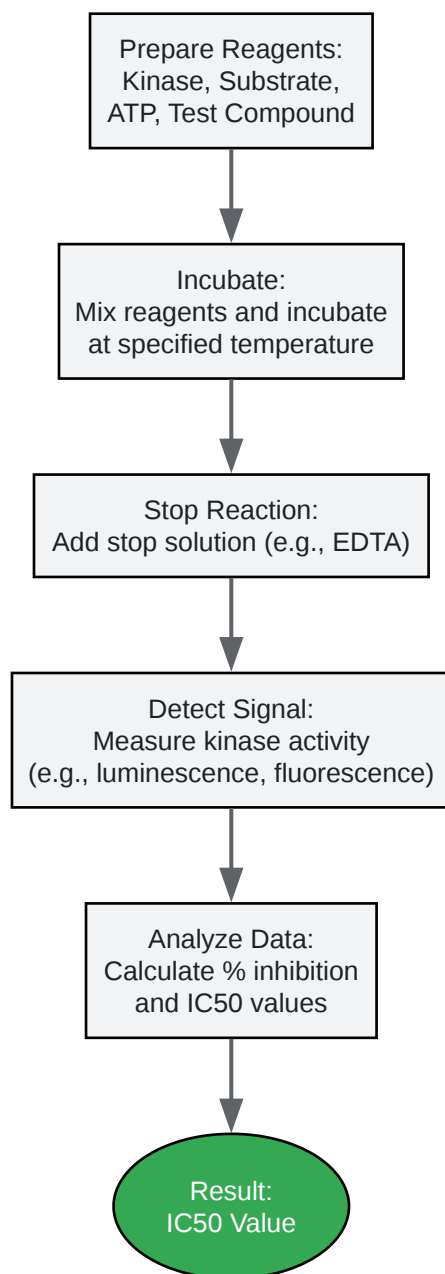 Prepare Reagents:
Kinase, Substrate,
ATP, Test Compound
Incubate:
Mix reagents and incubate
at specified temperature
Stop Reaction:
Add stop solution (e.g., EDTA)
Detect Signal:
Measure kinase activity
(e.g., luminescence, fluorescence)
Analyze Data:
Calculate % inhibition
and IC50 values
Result:
IC50 Value